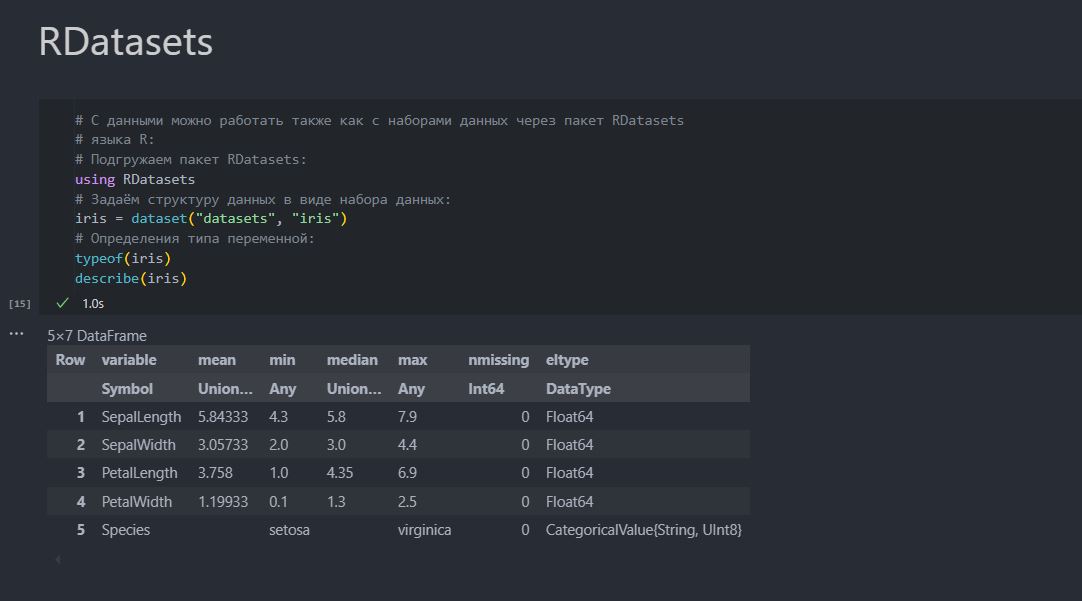 RDatasets
# С данными можно работать также как с наборами данных через пакет RDatasets
# языка R:
# Подгружаем пакет RDatasets:
using RDatasets
# Задаём структуру данных в виде набора данных:
iris = dataset("datasets", "iris")
# Определения типа переменной:
typeof(iris)
describe(iris)
[15] ✓ 1.0s
... 5×7 DataFrame
Row variable mean min median max nmissing eltype
Symbol Union... Any Union... Any Int64 DataType
1 SepalLength 5.84333 4.3 5.8 7.9 0 Float64
2 SepalWidth 3.05733 2.0 3.0 4.4 0 Float64
3 PetalLength 3.758 1.0 4.35 6.9 0 Float64
4 PetalWidth 1.19933 0.1 1.3 2.5 0 Float64
5 Species setosa virginica 0 CategoricalValue{String, UInt8}